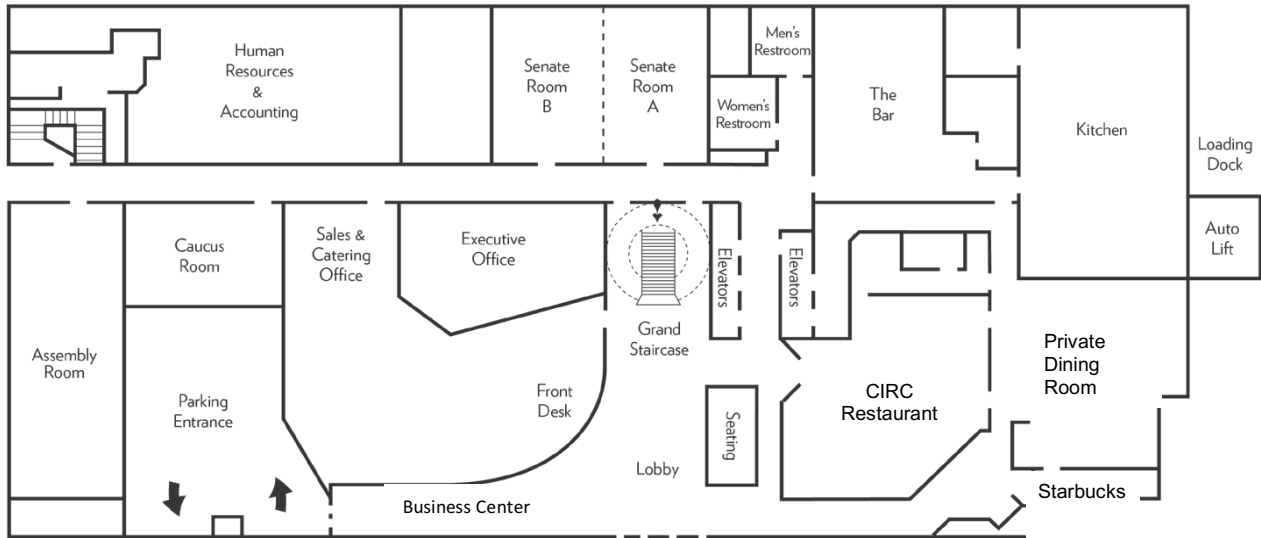 Human
Resources
&
Accounting
Senate
Room
B
Senate
Room
A
Men's
Restroom
Women's
Restroom
The
Bar
Kitchen
Loading
Dock
Auto
Lift
Caucus
Room
Sales &
Catering
Office
Executive
Office
Elevators
Elevators
Grand
Staircase
Assembly
Room
Parking
Entrance
Front
Desk
Seating
CIRC
Restaurant
Private
Dining
Room
Lobby
Business Center
Starbucks